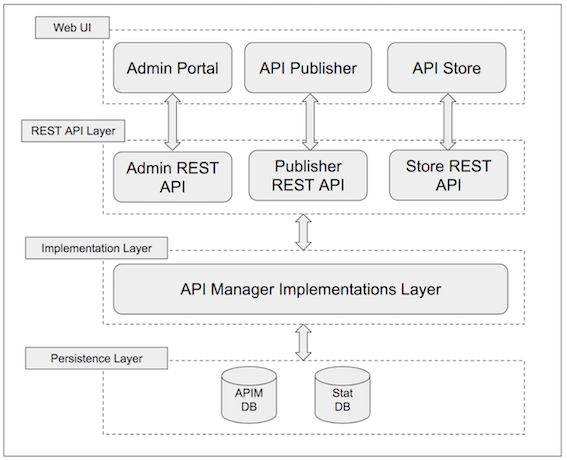 Web UI
Admin Portal
API Publisher
API Store
REST API Layer
Admin REST
API
Publisher
REST API
Store REST
API
Implementation Layer
API Manager Implementations Layer
Persistence Layer
APIM
DB
Stat
DB